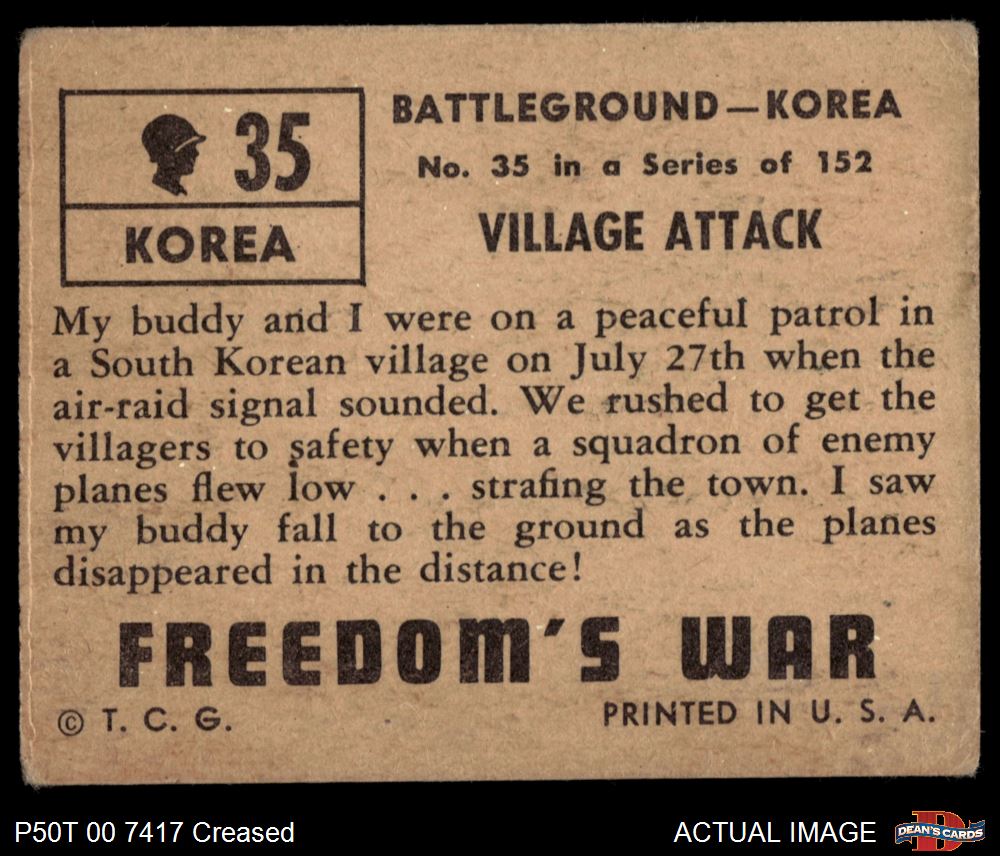 35
KOREA
BATTLEGROUND—KOREA
No. 35 in a Series of 152
VILLAGE ATTACK
My buddy and I were on a peaceful patrol in
a South Korean village on July 27th when the
air-raid signal sounded. We rushed to get the
villagers to safety when a squadron of enemy
planes flew low . . . strafing the town. I saw
my buddy fall to the ground as the planes
disappeared in the distance!
FREEDOM'S WAR
© T. C. G.
PRINTED IN U. S. A.
P50T 00 7417 Creased
ACTUAL IMAGE
D
DEAN'S CARDS